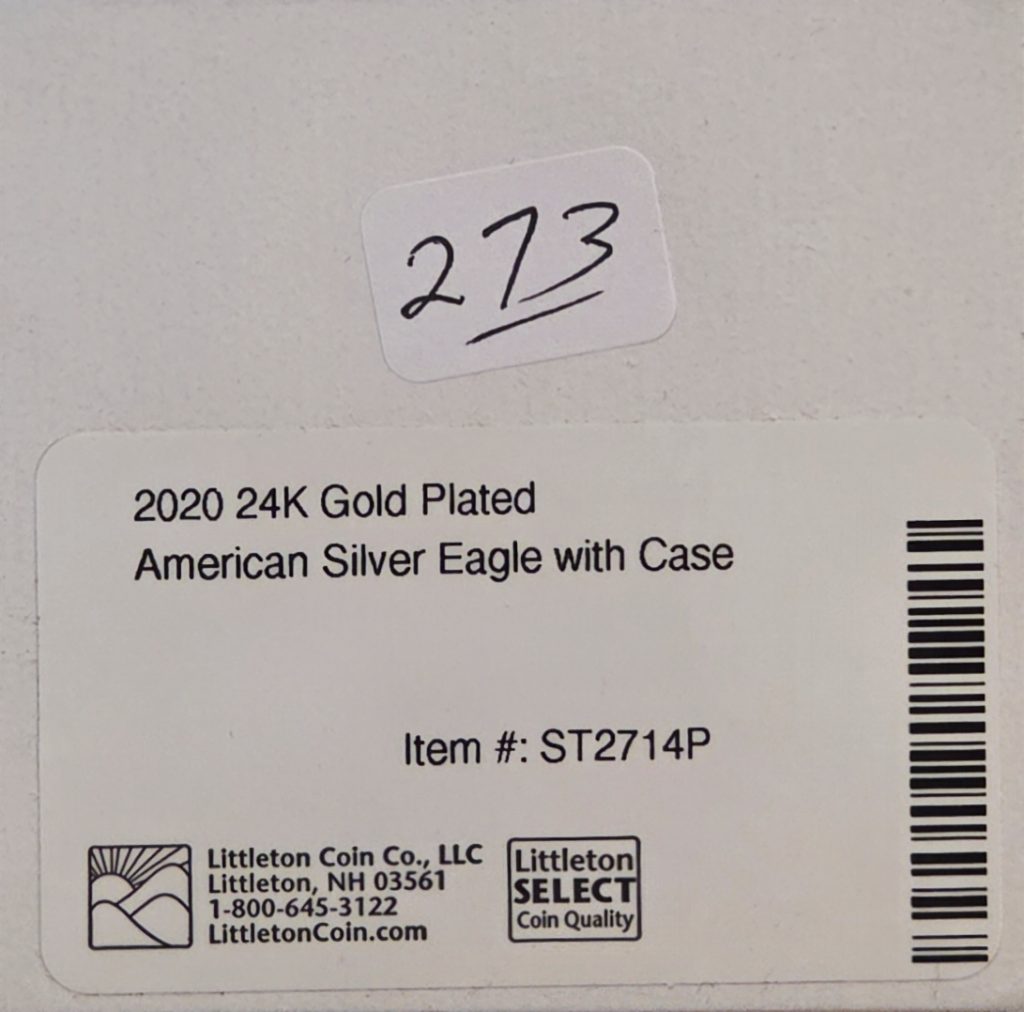 273
2020 24K Gold Plated
American Silver Eagle with Case
Item #: ST2714P
Littleton Coin Co., LLC
Littleton, NH 03561
1-800-645-3122
LittletonCoin.com
Littleton
SELECT
Coin Quality